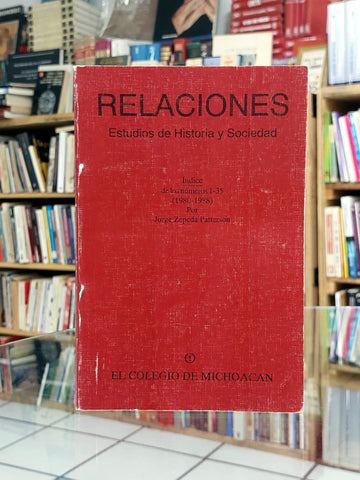 RELACIONES
Estudios de Historia y Sociedad
Indice
de los números 1-35
(1980-1988)
Por
Jorge Zepeda Patterson
EL COLEGIO DE MICHOACAN